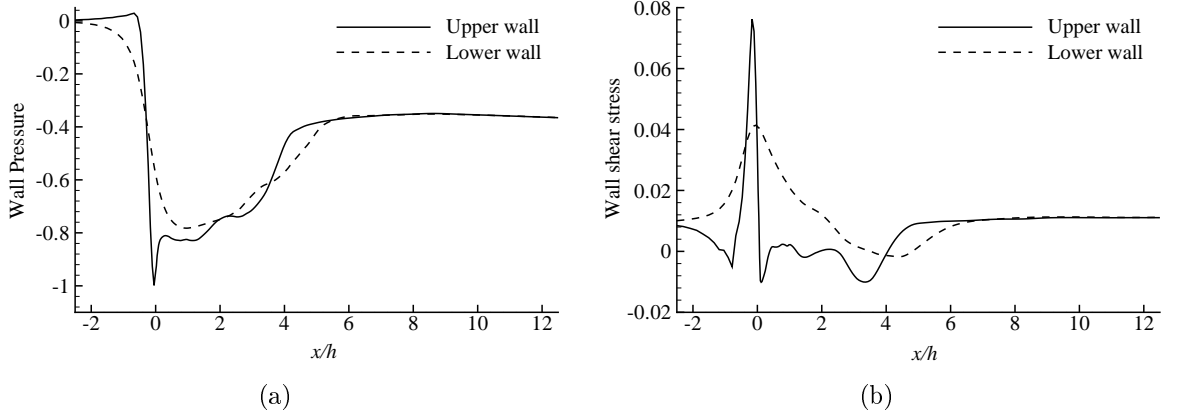 0
-0.2
-0.4
-0.6
-0.8
-1
Wall Pressure
Upper wall
Lower wall
-2 0 2 4 6 8 10 12
x/h
(a)
0.08
0.06
0.04
0.02
0
-0.02
Wall shear stress
Upper wall
Lower wall
-2 0 2 4 6 8 10 12
x/h
(b)